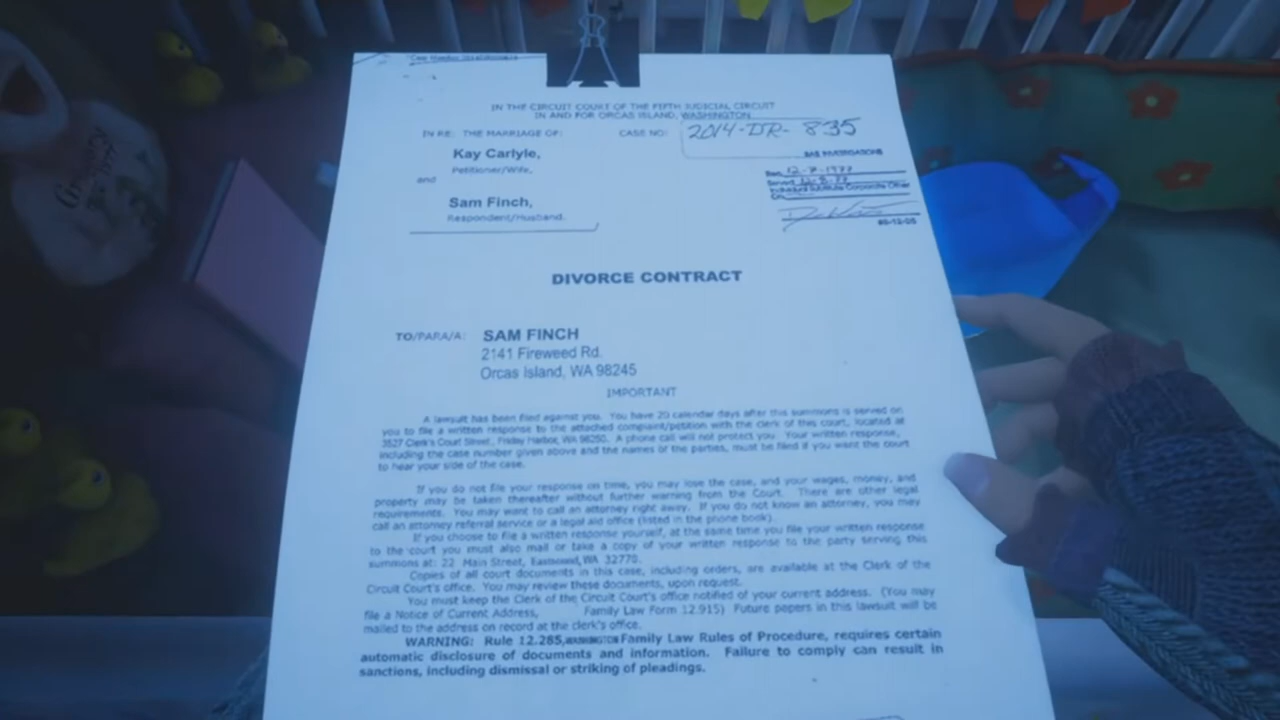 IN THE CIRCUIT COURT OF THE FIFTH JUDICIAL CIRCUIT
IN AND FOR ORCAS ISLAND, WASHINGTON
IN RE: THE MARRIAGE OF: CASE NO: 2014-DR- 835
Kay Carlyle,
Petitioner/Wife,
and
Sam Finch,
Respondent/Husband.
DIVORCE CONTRACT
TO/PARA/A: SAM FINCH
2141 Fireweed Rd.
Orcas Island, WA 98245
IMPORTANT
A lawsuit has been filed against you. You have 20 calendar days after this summons is served on
you to file a written response to the attached complaint/petition with the clerk of this court, located at
3527 Clerk's Court Street, Friday Harbor, WA 98250. A phone call will not protect you. Your written response,
including the case number given above and the names of the parties, must be filed if you want the court
to hear your side of the case.
If you do not file your response on time, you may lose the case, and your wages, money, and
property may be taken thereafter without further warning from the Court. There are other legal
requirements. You may want to call an attorney right away. If you do not know an attorney, you may
call an attorney referral service or a legal aid office (listed in the phone book).
If you choose to file a written response yourself, at the same time you file your written response
to the court you must also mail or take a copy of your written response to the party serving this
summons at: 22 Main Street, Eastwood, WA 32770.
Copies of all court documents in this case, including orders, are available at the Clerk of the
Circuit Court's office. You may review these documents, upon request.
You must keep the Clerk of the Circuit Court's office notified of your current address. (You may
file a Notice of Current Address, Family Law Form 12.915) Future papers in this lawsuit will be
mailed to the address on record at the clerk's office.
WARNING: Rule 12.285, WASHINGTON Family Law Rules of Procedure, requires certain
automatic disclosure of documents and information. Failure to comply can result in
sanctions, including dismissal or striking of pleadings.